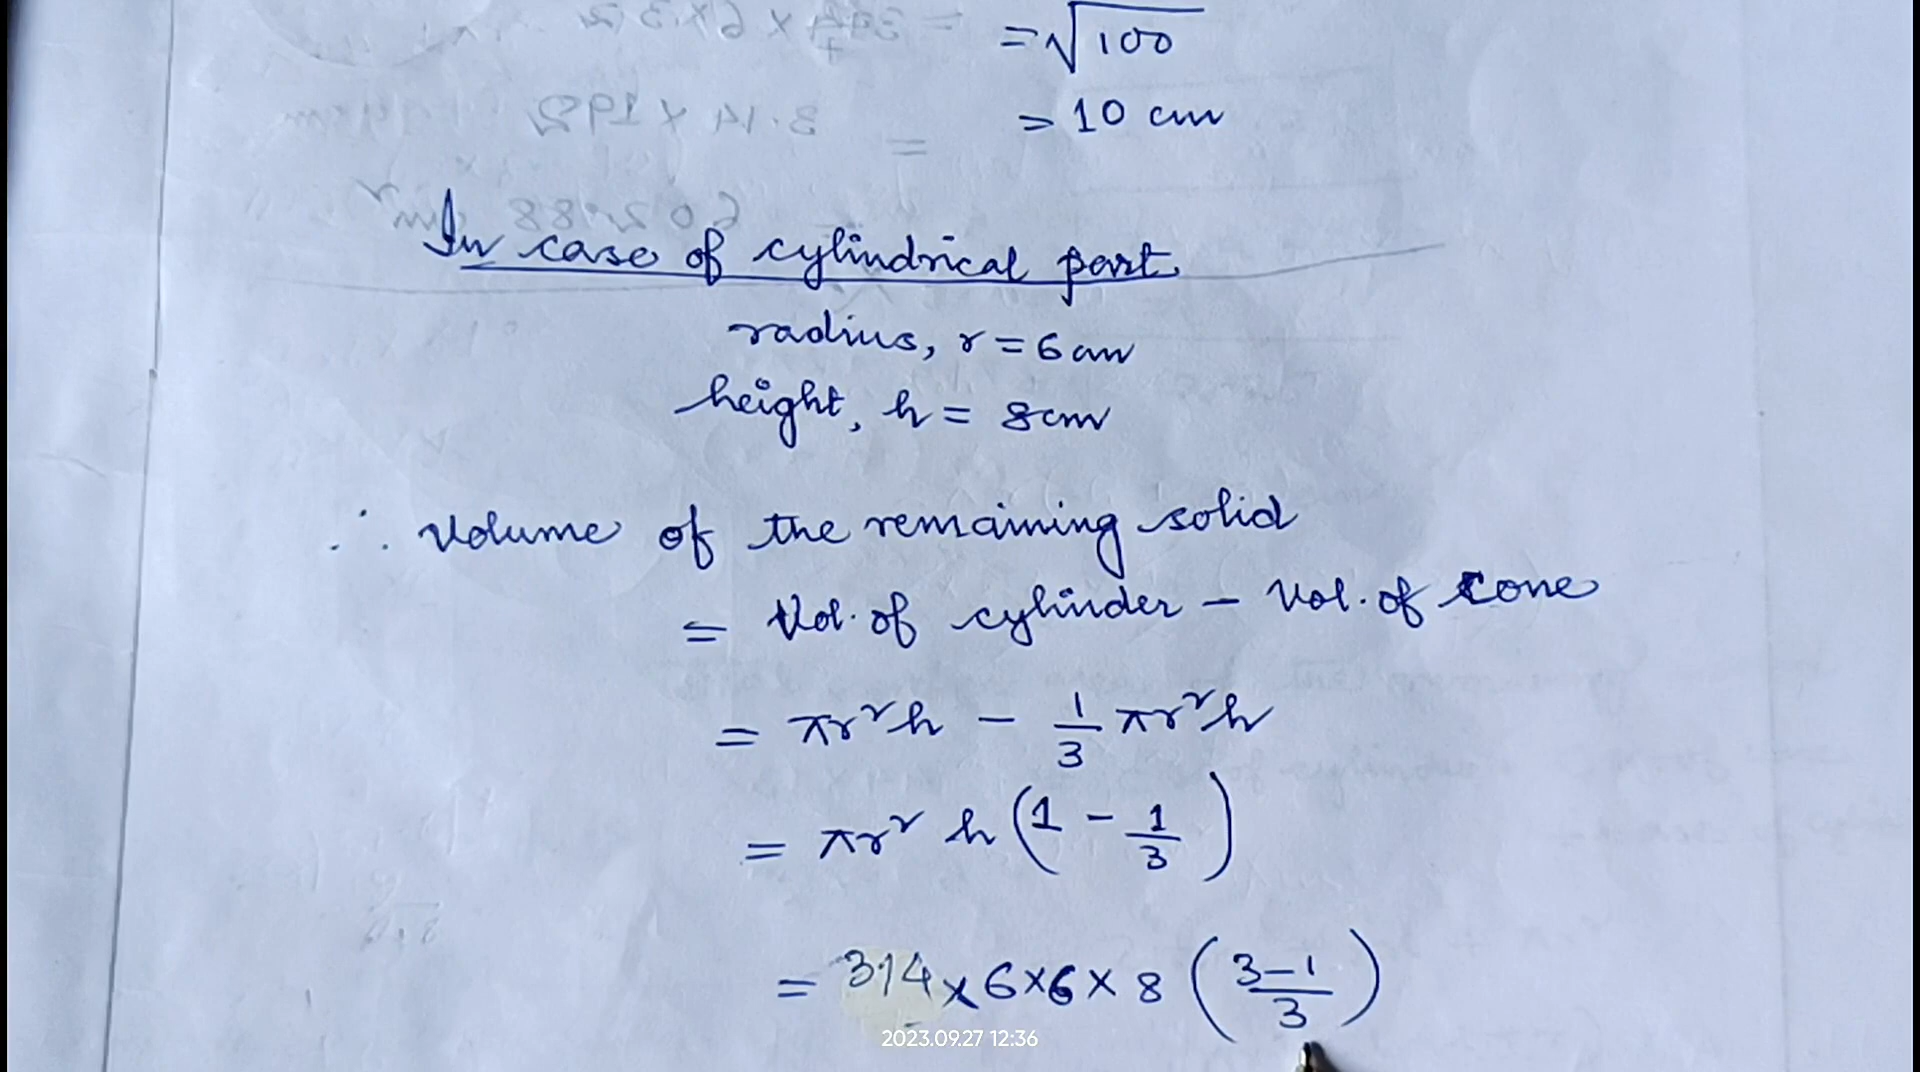 = √100
= 10 cm
In case of cylindrical part
radius, r = 6 cm
height, h = 8 cm
∴ Volume of the remaining solid
= Vol. of cylinder - Vol. of Cone
= πr²h - 1/3 πr²h
= πr² h (1 - 1/3)
= 3.14 × 6 × 6 × 8 (3-1/3)
2023.09.27 12:36